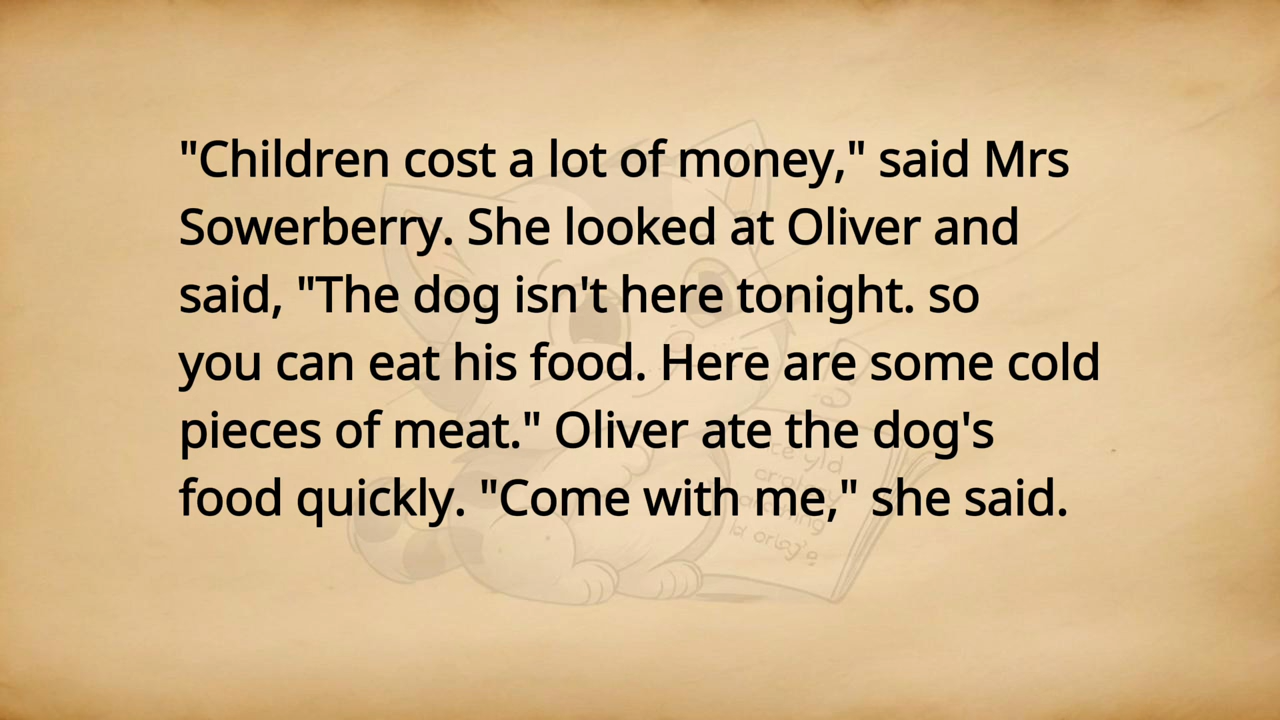 "Children cost a lot of money," said Mrs
Sowerberry. She looked at Oliver and
said, "The dog isn't here tonight. so
you can eat his food. Here are some cold
pieces of meat." Oliver ate the dog's
food quickly. "Come with me," she said.